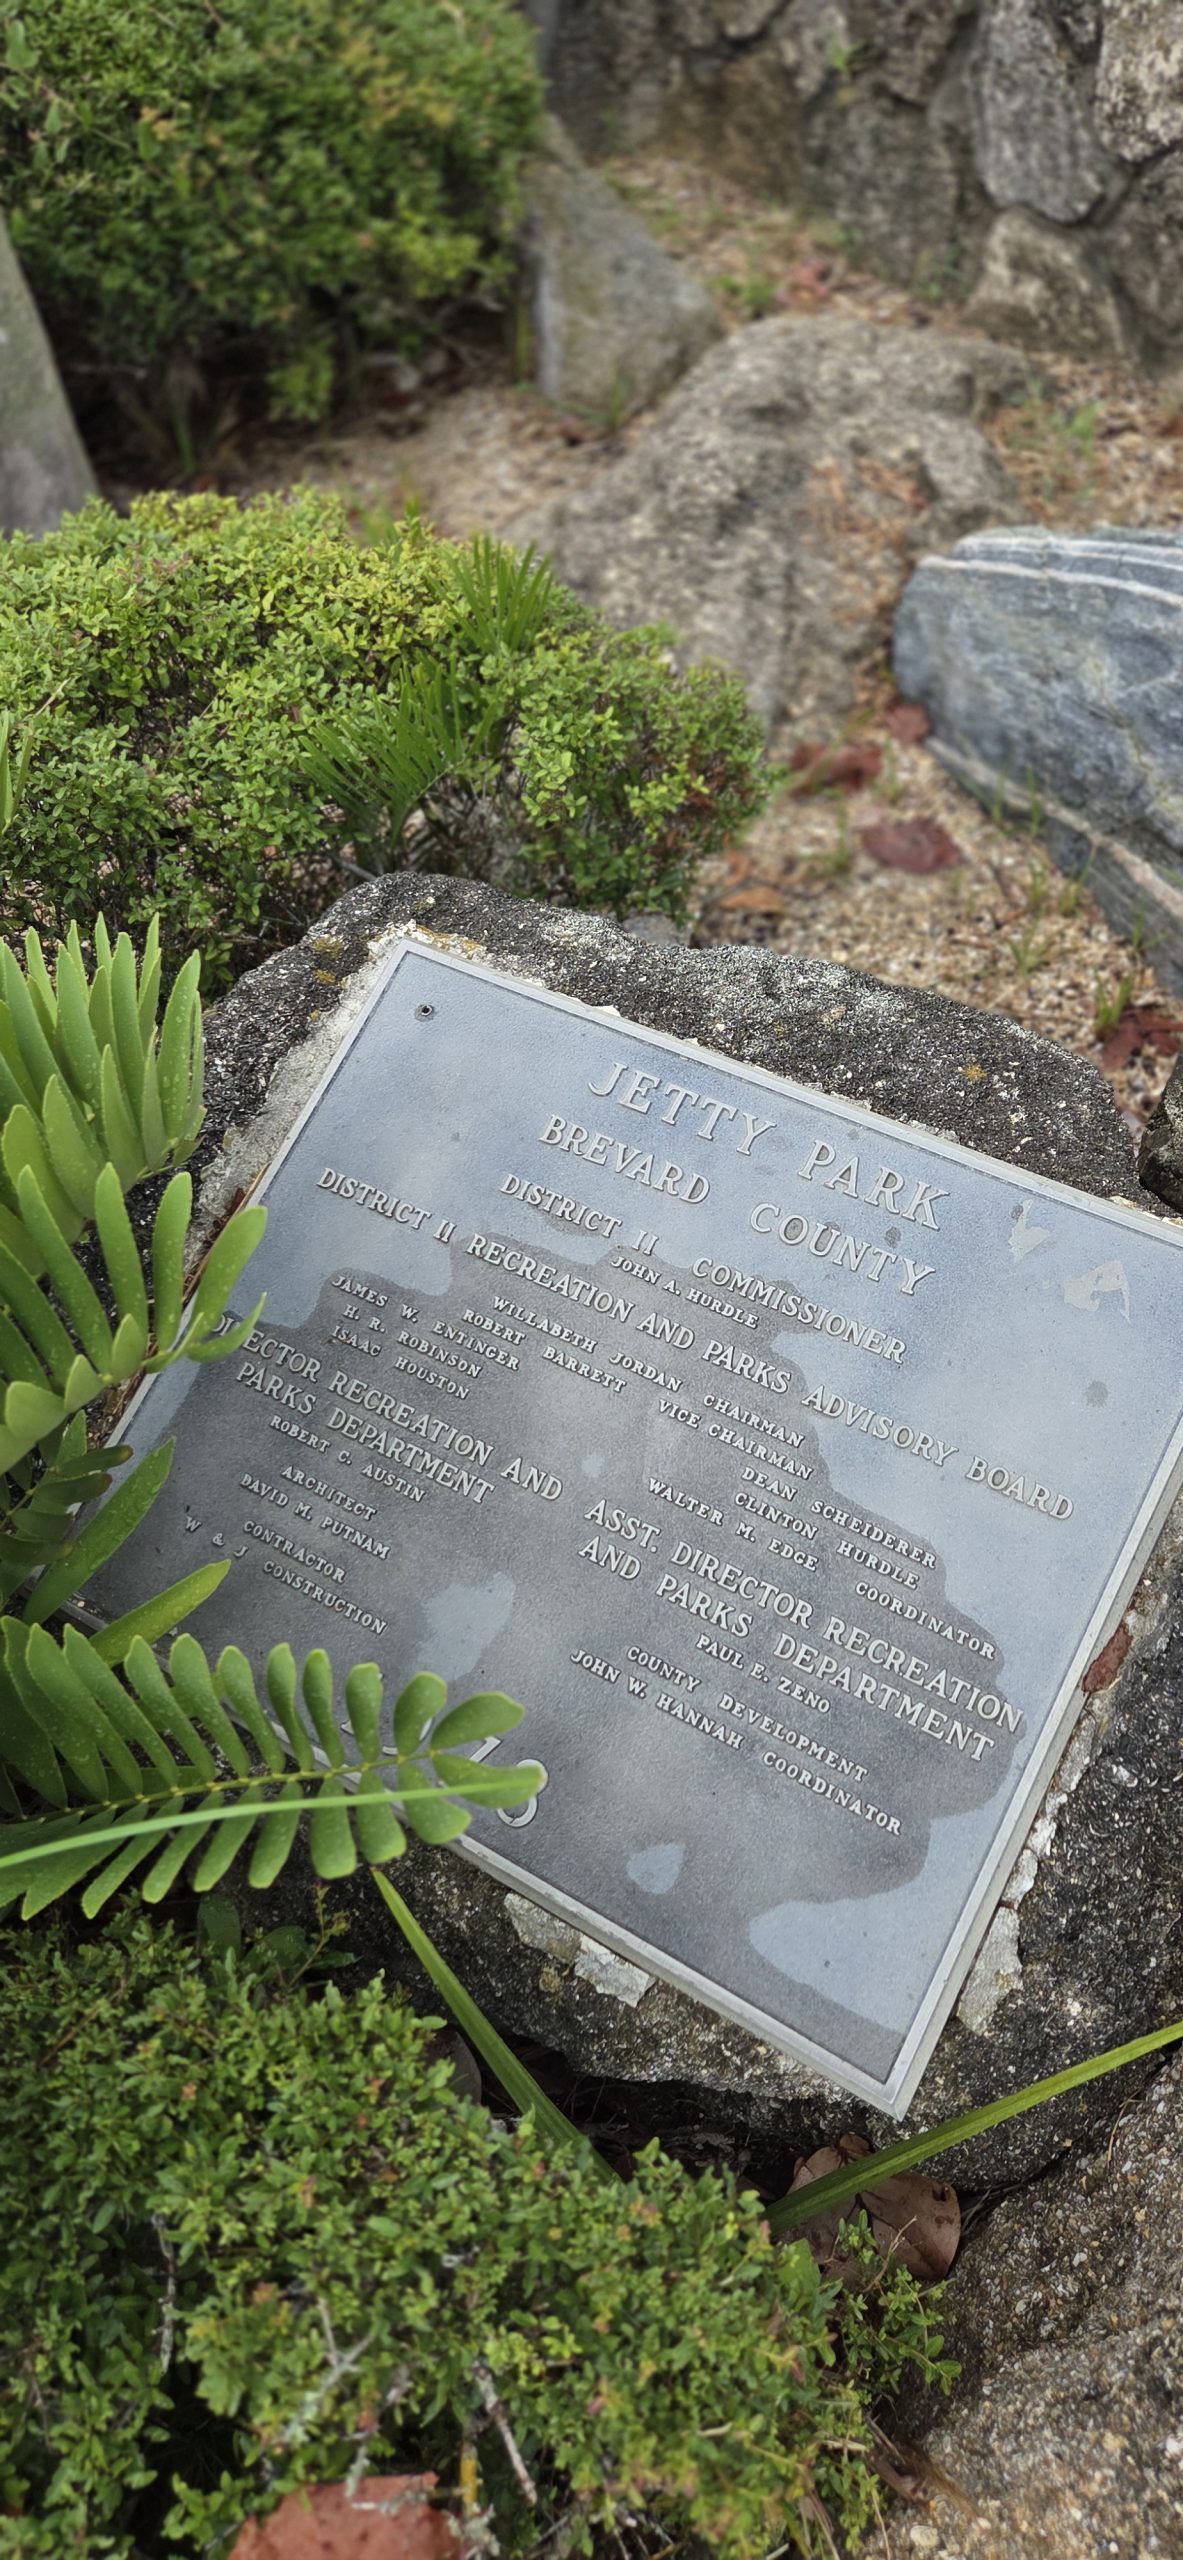 JETTY PARK
BREVARD COUNTY
DISTRICT II COMMISSIONER
JOHN A. HURDLE
DISTRICT II RECREATION AND PARKS ADVISORY BOARD
WILLABETH JORDAN CHAIRMAN
ROBERT BARRETT VICE CHAIRMAN
JAMES W. ENTINGER DEAN SCHEIDERER
H. R. ROBINSON CLINTON HURDLE
ISAAC HOUSTON WALTER M. EDGE COORDINATOR
DIRECTOR RECREATION AND
PARKS DEPARTMENT
ROBERT C. AUSTIN
ASST. DIRECTOR RECREATION
AND PARKS DEPARTMENT
PAUL E. ZENO
ARCHITECT
DAVID M. PUTNAM
COUNTY DEVELOPMENT
JOHN W. HANNAH COORDINATOR
CONTRACTOR
W & J CONSTRUCTION